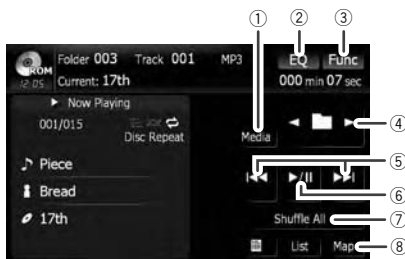 ① ② ③
ROM Folder 003 Track 001 MP3 EQ Func
12:05 Current: 17th 000 min 07 sec
Now Playing
001/015
Disc Repeat Media ④
Piece ⑤
Bread ⑥
17th Shuffle All ⑦
List Map ⑧